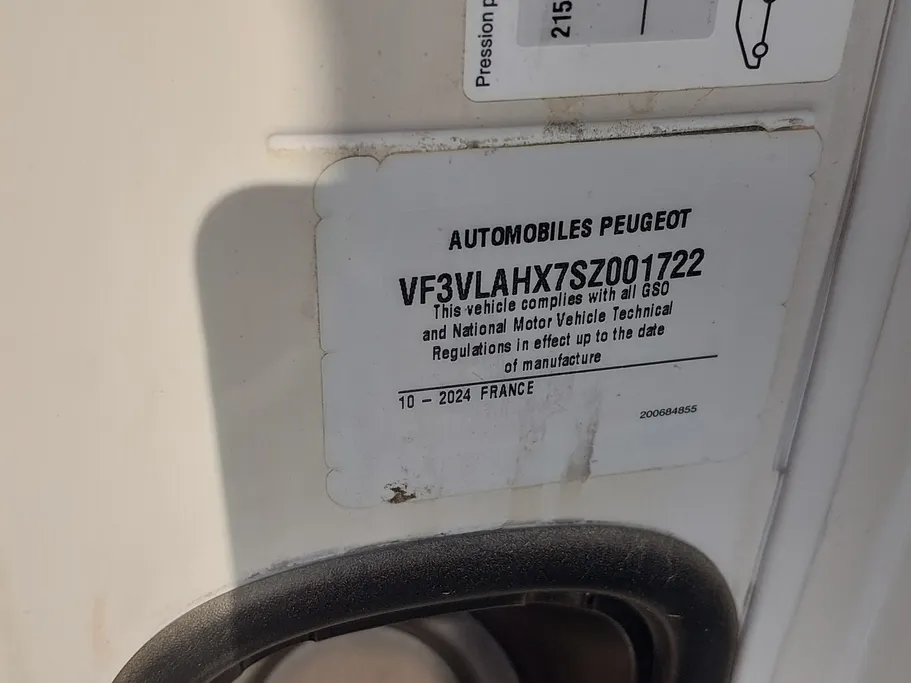 Pression
215
AUTOMOBILES PEUGEOT
VF3VLAHX7SZ001722
This vehicle complies with all GSO
and National Motor Vehicle Technical
Regulations in effect up to the date
of manufacture
10 – 2024 FRANCE
200684855